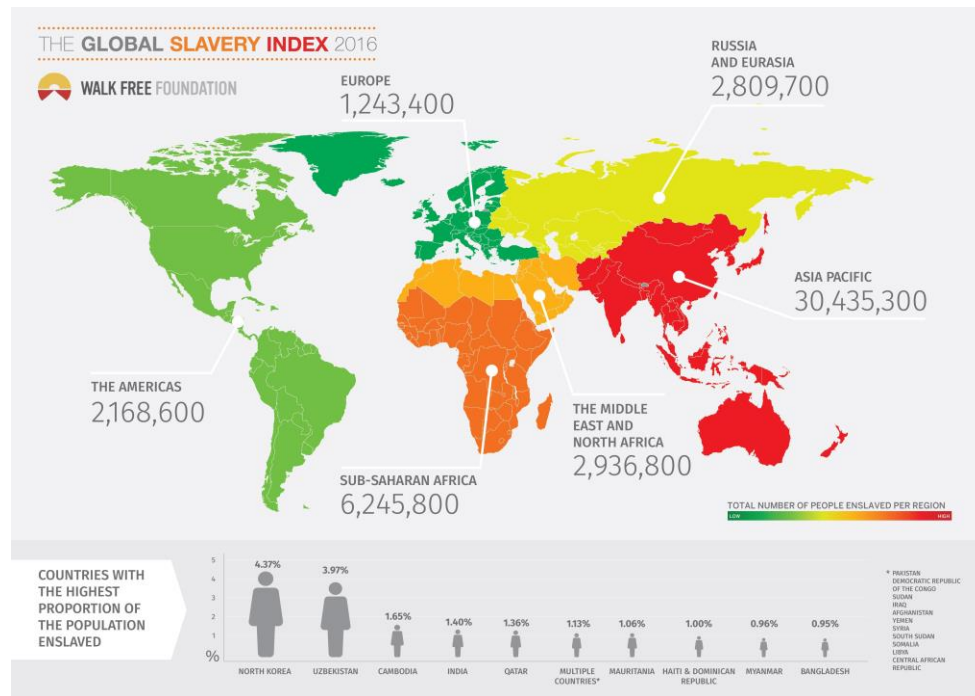 THE GLOBAL SLAVERY INDEX 2016
WALK FREE FOUNDATION
EUROPE
1,243,400
RUSSIA
AND EURASIA
2,809,700
ASIA PACIFIC
30,435,300
THE AMERICAS
2,168,600
SUB-SAHARAN AFRICA
6,245,800
THE MIDDLE
EAST AND
NORTH AFRICA
2,936,800
TOTAL NUMBER OF PEOPLE ENSLAVED PER REGION
LOW
HIGH
COUNTRIES WITH
THE HIGHEST
PROPORTION OF
THE POPULATION
ENSLAVED
5
4
3
2
1
%
4.37%
3.97%
1.65%
1.40%
1.36%
1.13%
1.06%
1.00%
0.96%
0.95%
NORTH KOREA
UZBEKISTAN
CAMBODIA
INDIA
QATAR
MULTIPLE
COUNTRIES*
MAURITANIA
HAITI & DOMINICAN
REPUBLIC
MYANMAR
BANGLADESH
* PAKISTAN
DEMOCRATIC REPUBLIC
OF THE CONGO
SUDAN
IRAQ
AFGHANISTAN
YEMEN
SYRIA
SOUTH SUDAN
SOMALIA
LIBYA
CENTRAL AFRICAN
REPUBLIC